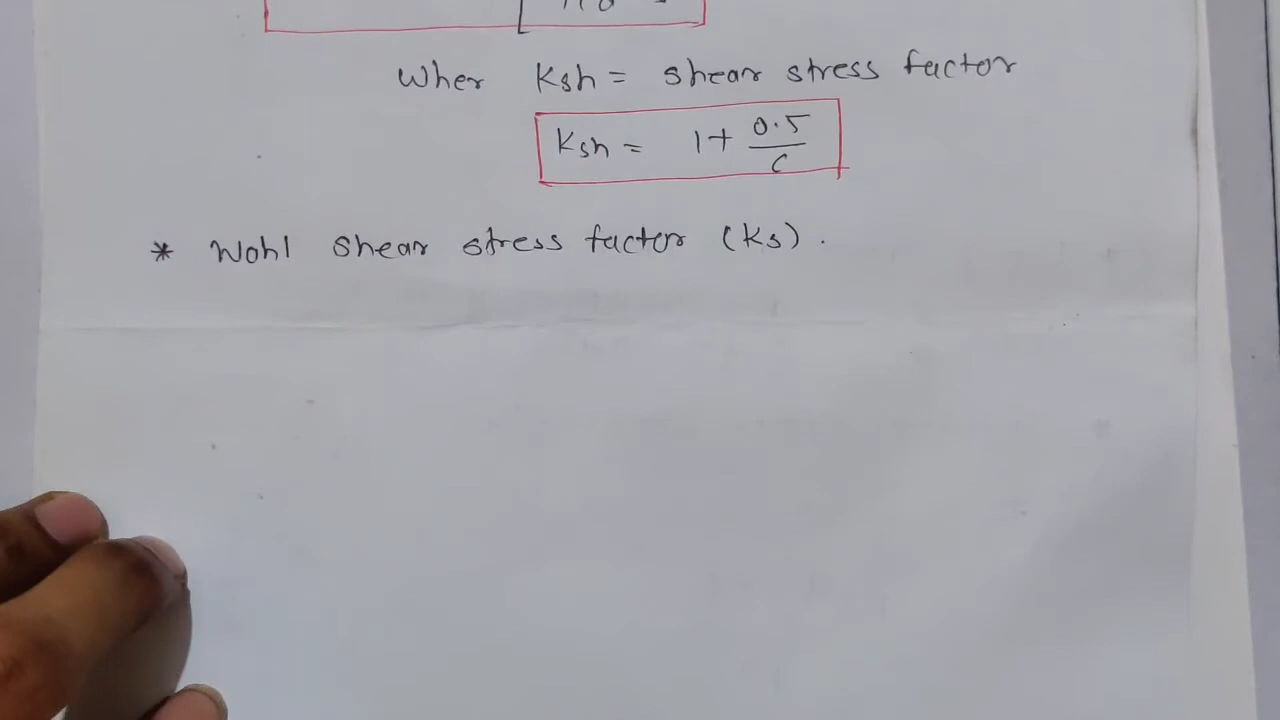 Wher Ksh = shear stress factor
Ksh = 1 + 0.5/C
* Wohl shear stress factor (Ks).